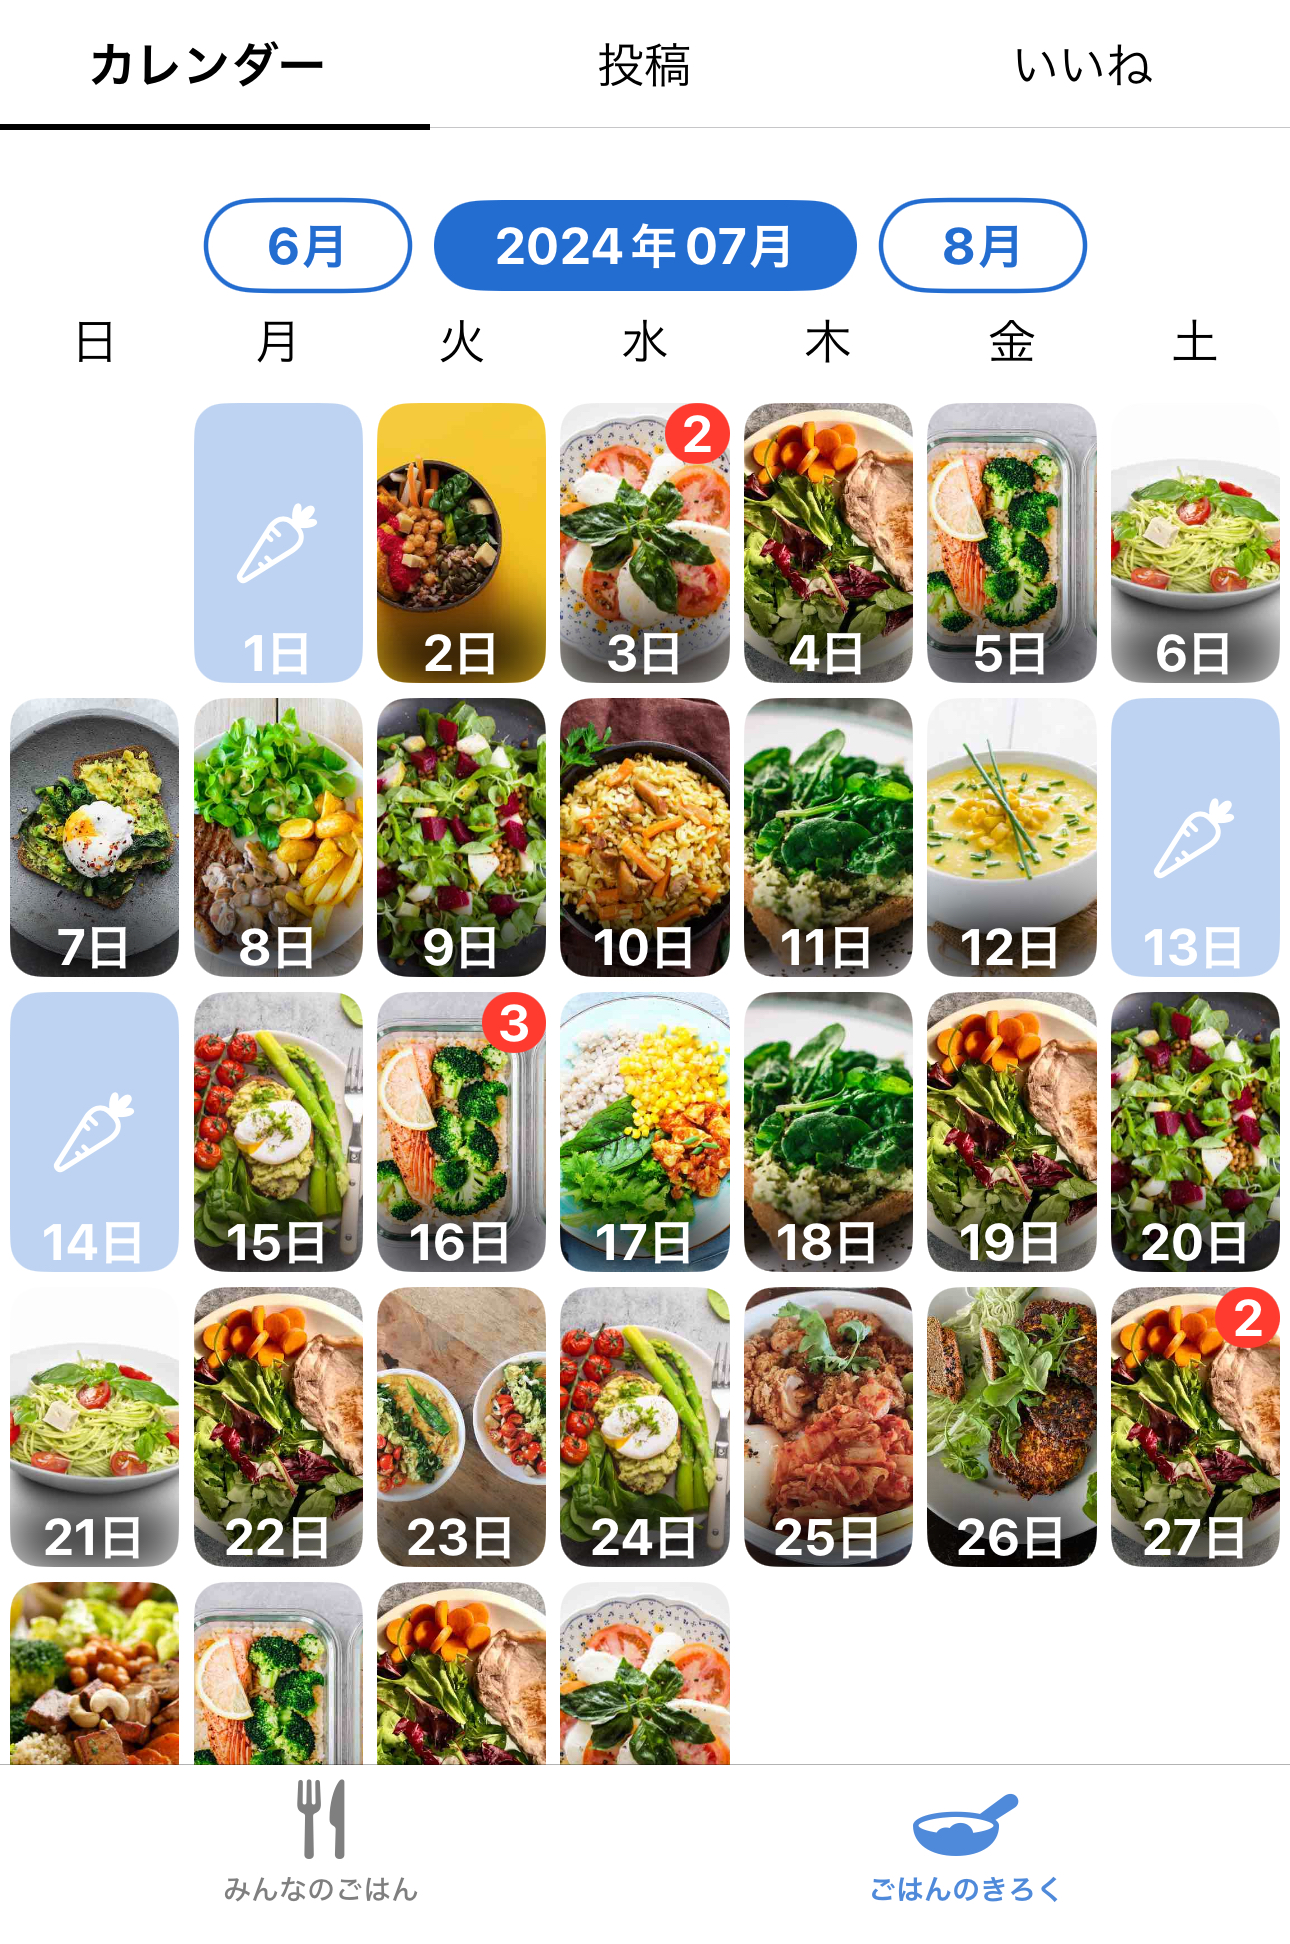 カレンダー 投稿 いいね
6月 2024年07月 8月
日 月 火 水 木 金 土
2
1日 2日 3日 4日 5日 6日
7日 8日 9日 10日 11日 12日 13日
3
14日 15日 16日 17日 18日 19日 20日
2
21日 22日 23日 24日 25日 26日 27日
みんなのごはん ごはんのきろく